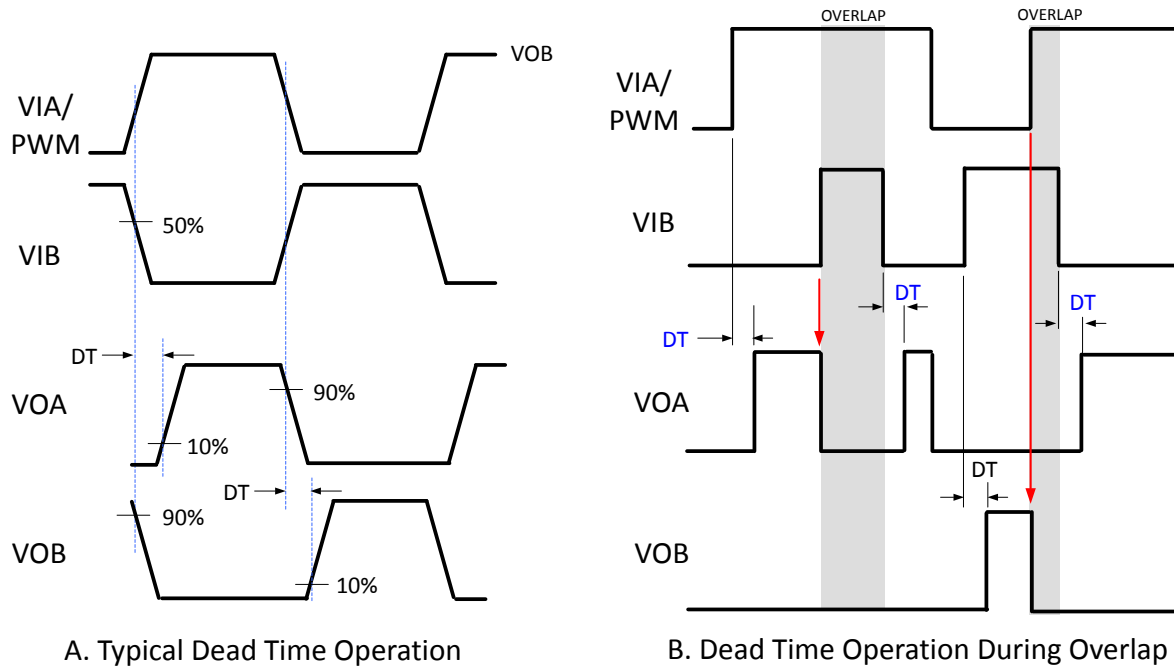 VOB
VIA/
PWM
50%
VIB
DT
VOA
90%
10%
DT
90%
VOB
10%
A. Typical Dead Time Operation
OVERLAP
OVERLAP
VIA/
PWM
VIB
DT
DT
DT
VOA
DT
VOB
B. Dead Time Operation During Overlap